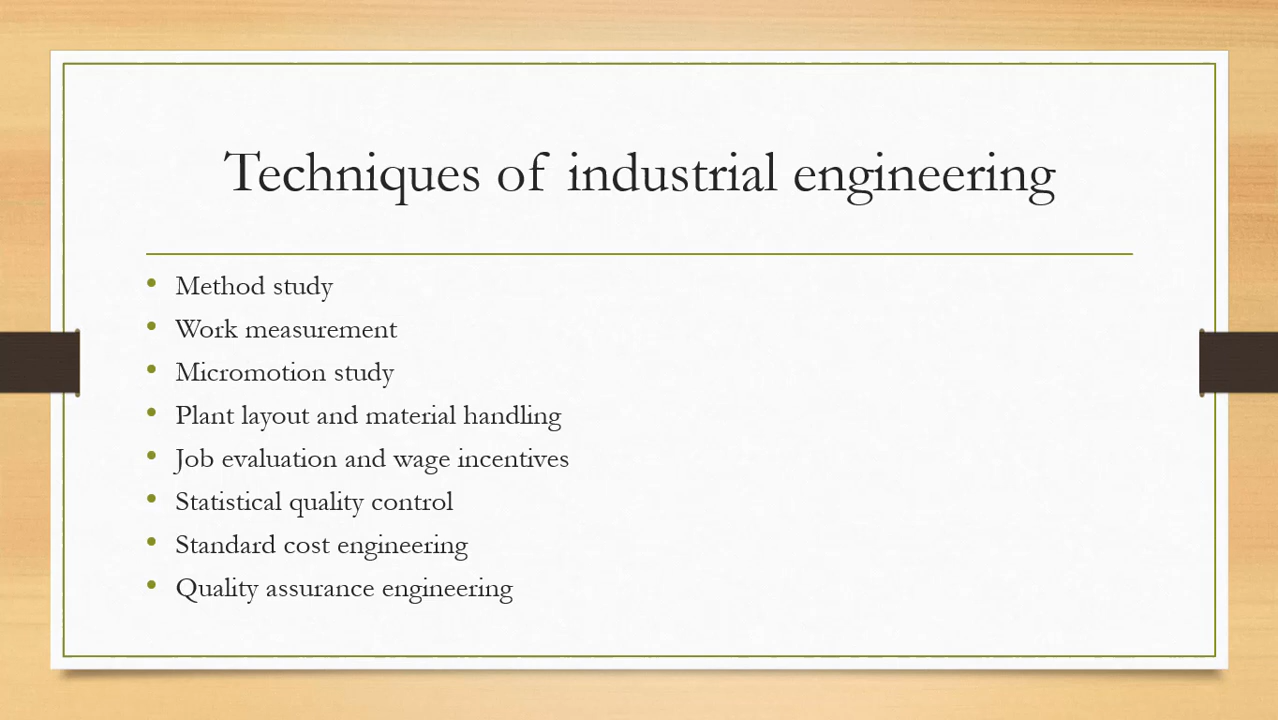 Techniques of industrial engineering
• Method study
• Work measurement
• Micromotion study
• Plant layout and material handling
• Job evaluation and wage incentives
• Statistical quality control
• Standard cost engineering
• Quality assurance engineering